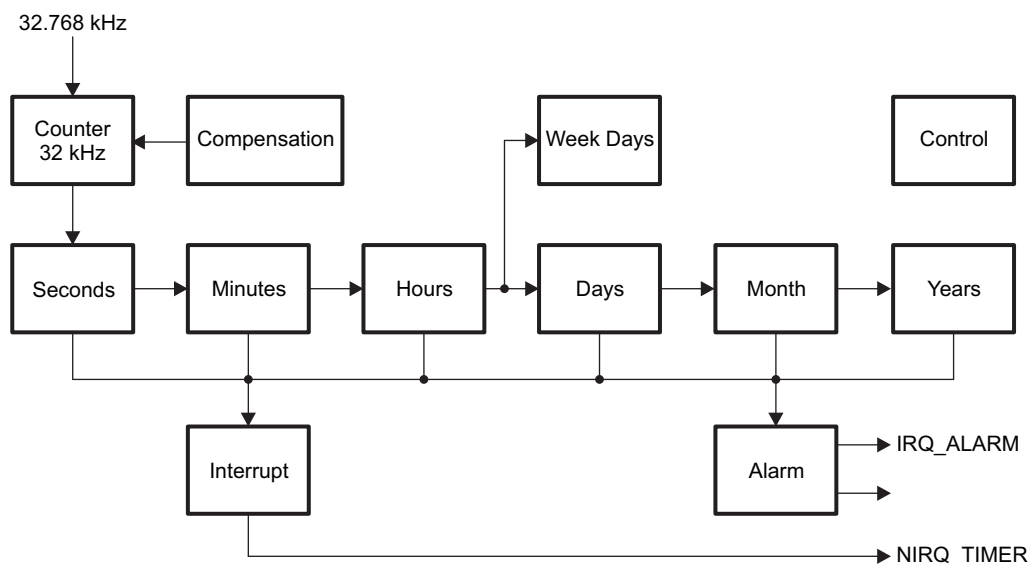 32.768 kHz
Counter
32 kHz
Compensation
Week Days
Control
Seconds
Minutes
Hours
Days
Month
Years
Interrupt
Alarm
IRQ_ALARM
NIRQ_TIMER